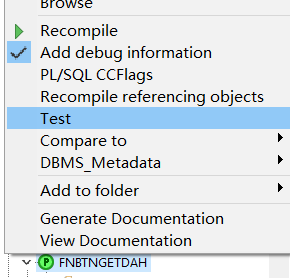 Browse
Recompile
Add debug information
PL/SQL CCFlags
Recompile referencing objects
Test
Compare to
DBMS_Metadata
Add to folder
Generate Documentation
View Documentation
P FNBTNGETDAH